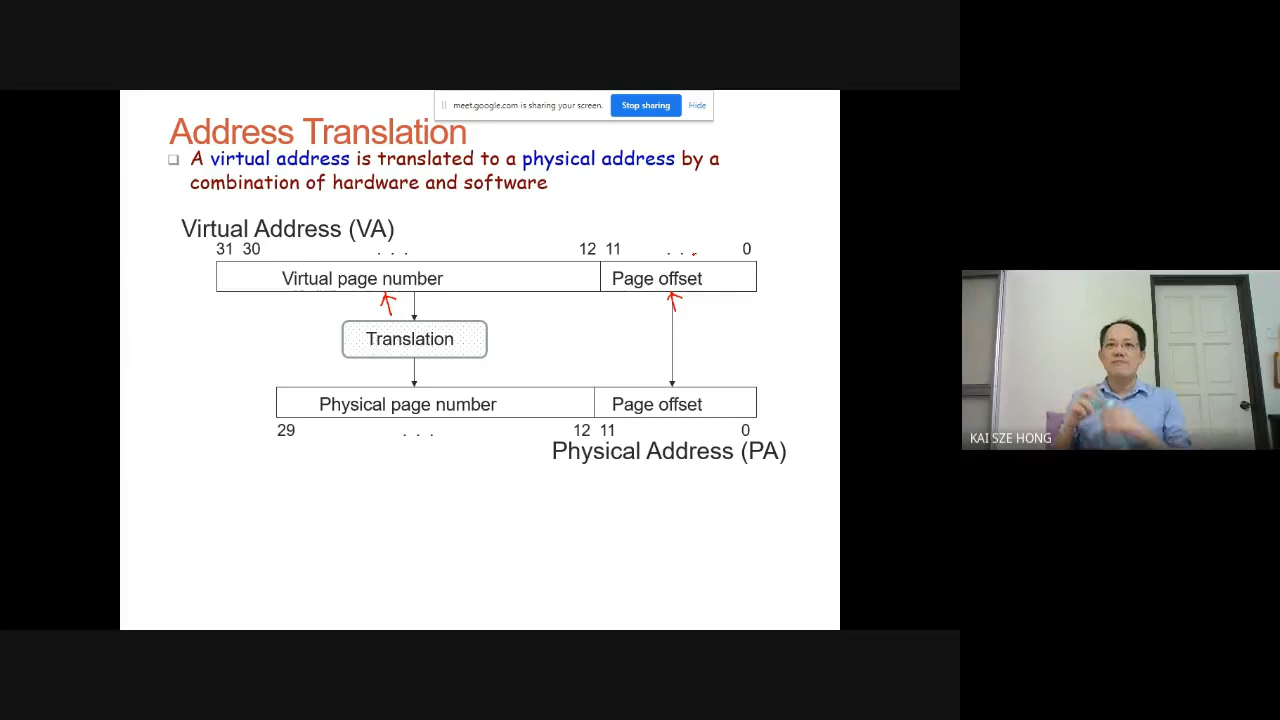 meet.google.com is sharing your screen. Stop sharing Hide
Address Translation
❑ A virtual address is translated to a physical address by a
combination of hardware and software
Virtual Address (VA)
31 30 . . . 12 11 . . . 0
Virtual page number Page offset
Translation
Physical page number Page offset
29 . . . 12 11 0
Physical Address (PA)
KAI SZE HONG